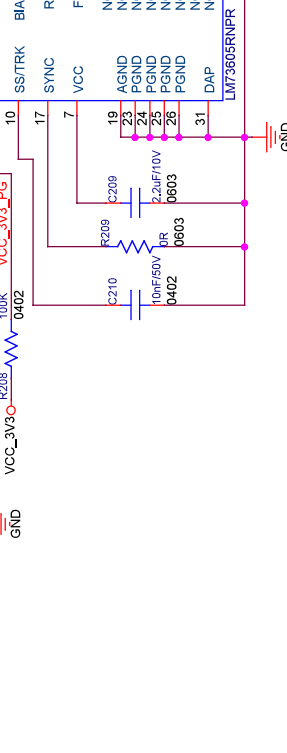 SS/TRK
BIA
SYNC
R
VCC
F
AGND
PGND
PGND
PGND
PGND
DAP
LM73605RNPR
10
17
7
19
23
24
25
26
31
GND
C209
2.2uF/10V
0603
R209
0R
0603
C210
10nF/50V
0402
VCC_3V3_PG
100K
0402
R208
VCC_3V3
GND